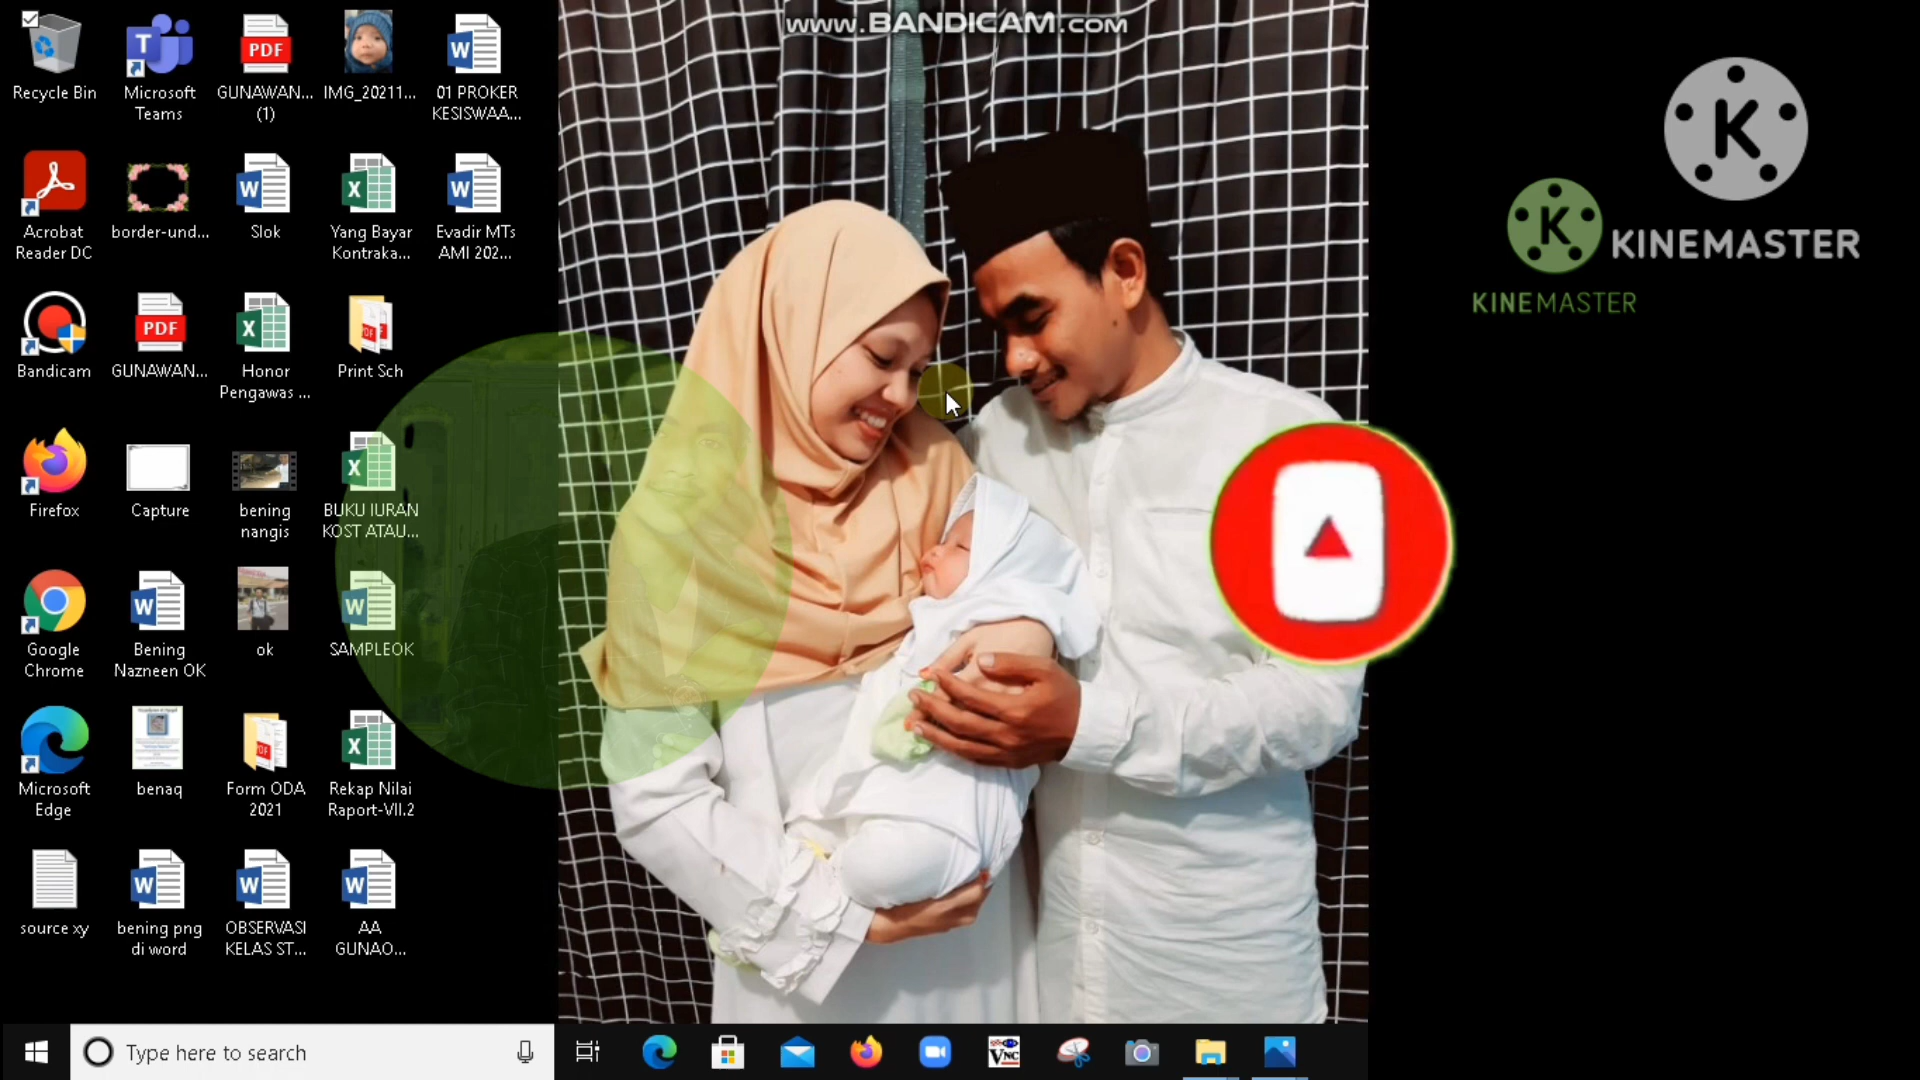 www.BANDICAM.com
Recycle Bin
Microsoft
Teams
GUNAWAN...
(1)
IMG_20211...
01 PROKER
KESISWAA...
Acrobat
Reader DC
border-und...
Slok
Yang Bayar
Kontraka...
Evadir MTs
AMI 202...
Bandicam
GUNAWAN...
Honor
Pengawas ...
Print Sch
Firefox
Capture
bening
nangis
BUKU IURAN
KOST ATAU...
Google
Chrome
Bening
Nazneen OK
ok
SAMPLEOK
Microsoft
Edge
benaq
Form ODA
2021
Rekap Nilai
Raport-VII.2
source xy
bening png
di word
OBSERVASI
KELAS ST...
AA
GUNAO...
KINEMASTER
KINEMASTER
Type here to search